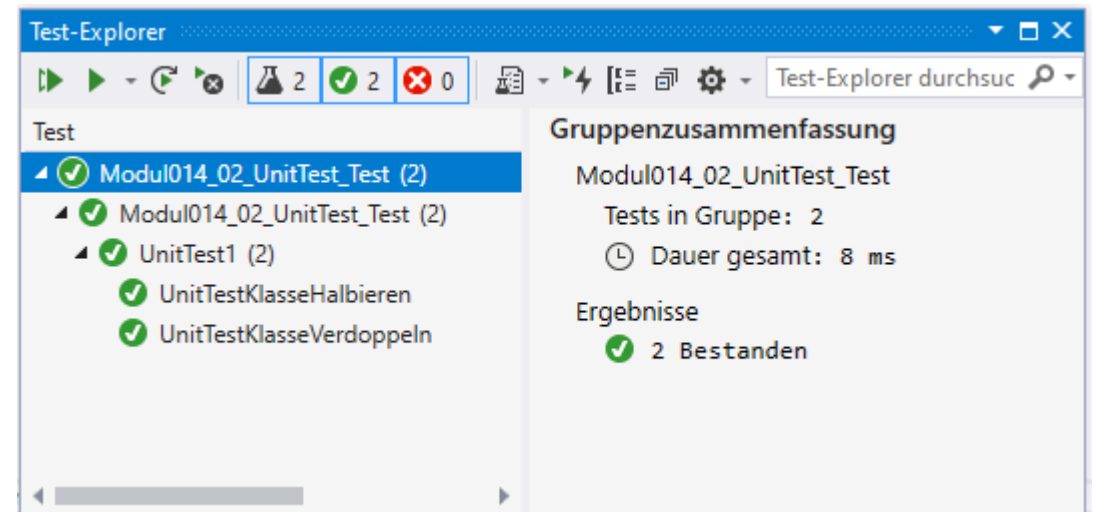 Test-Explorer
2 2 0 Test-Explorer durchsuc
Test
Modul014_02_UnitTest_Test (2)
Modul014_02_UnitTest_Test (2)
UnitTest1 (2)
UnitTestKlasseHalbieren
UnitTestKlasseVerdoppeln
Gruppenzusammenfassung
Modul014_02_UnitTest_Test
Tests in Gruppe: 2
Dauer gesamt: 8 ms
Ergebnisse
2 Bestanden